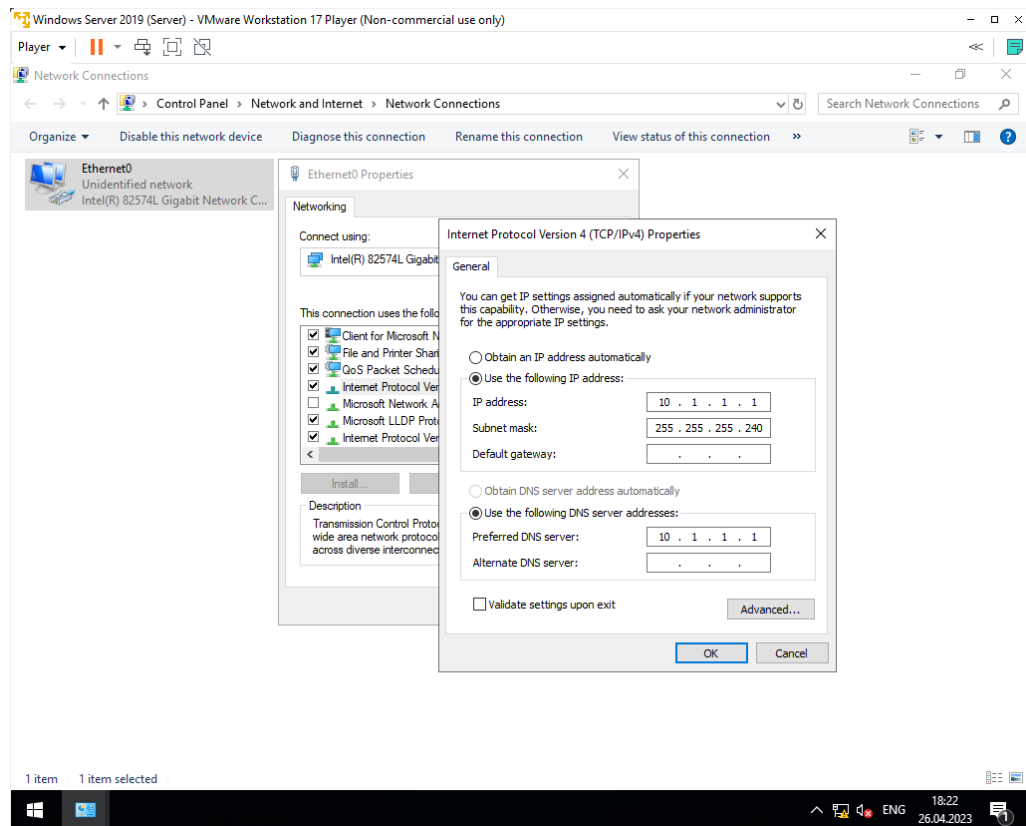 Windows Server 2019 (Server) - VMware Workstation 17 Player (Non-commercial use only)
Player
Network Connections
Control Panel > Network and Internet > Network Connections
Search Network Connections
Organize
Disable this network device
Diagnose this connection
Rename this connection
View status of this connection
»
Ethernet0
Unidentified network
Intel(R) 82574L Gigabit Network C...
Ethernet0 Properties
Networking
Connect using:
Intel(R) 82574L Gigabit
This connection uses the follo
Client for Microsoft N
File and Printer Shari
QoS Packet Schedu
Internet Protocol Ver
Microsoft Network A
Microsoft LLDP Proto
Internet Protocol Ver
Install...
Description
Transmission Control Protoc
wide area network protocol
across diverse interconnec
Internet Protocol Version 4 (TCP/IPv4) Properties
General
You can get IP settings assigned automatically if your network supports
this capability. Otherwise, you need to ask your network administrator
for the appropriate IP settings.
Obtain an IP address automatically
Use the following IP address:
IP address: 10 . 1 . 1 . 1
Subnet mask: 255 . 255 . 255 . 240
Default gateway: . . .
Obtain DNS server address automatically
Use the following DNS server addresses:
Preferred DNS server: 10 . 1 . 1 . 1
Alternate DNS server: . . .
Validate settings upon exit
Advanced...
OK Cancel
1 item 1 item selected
ENG
18:22
26.04.2023
1